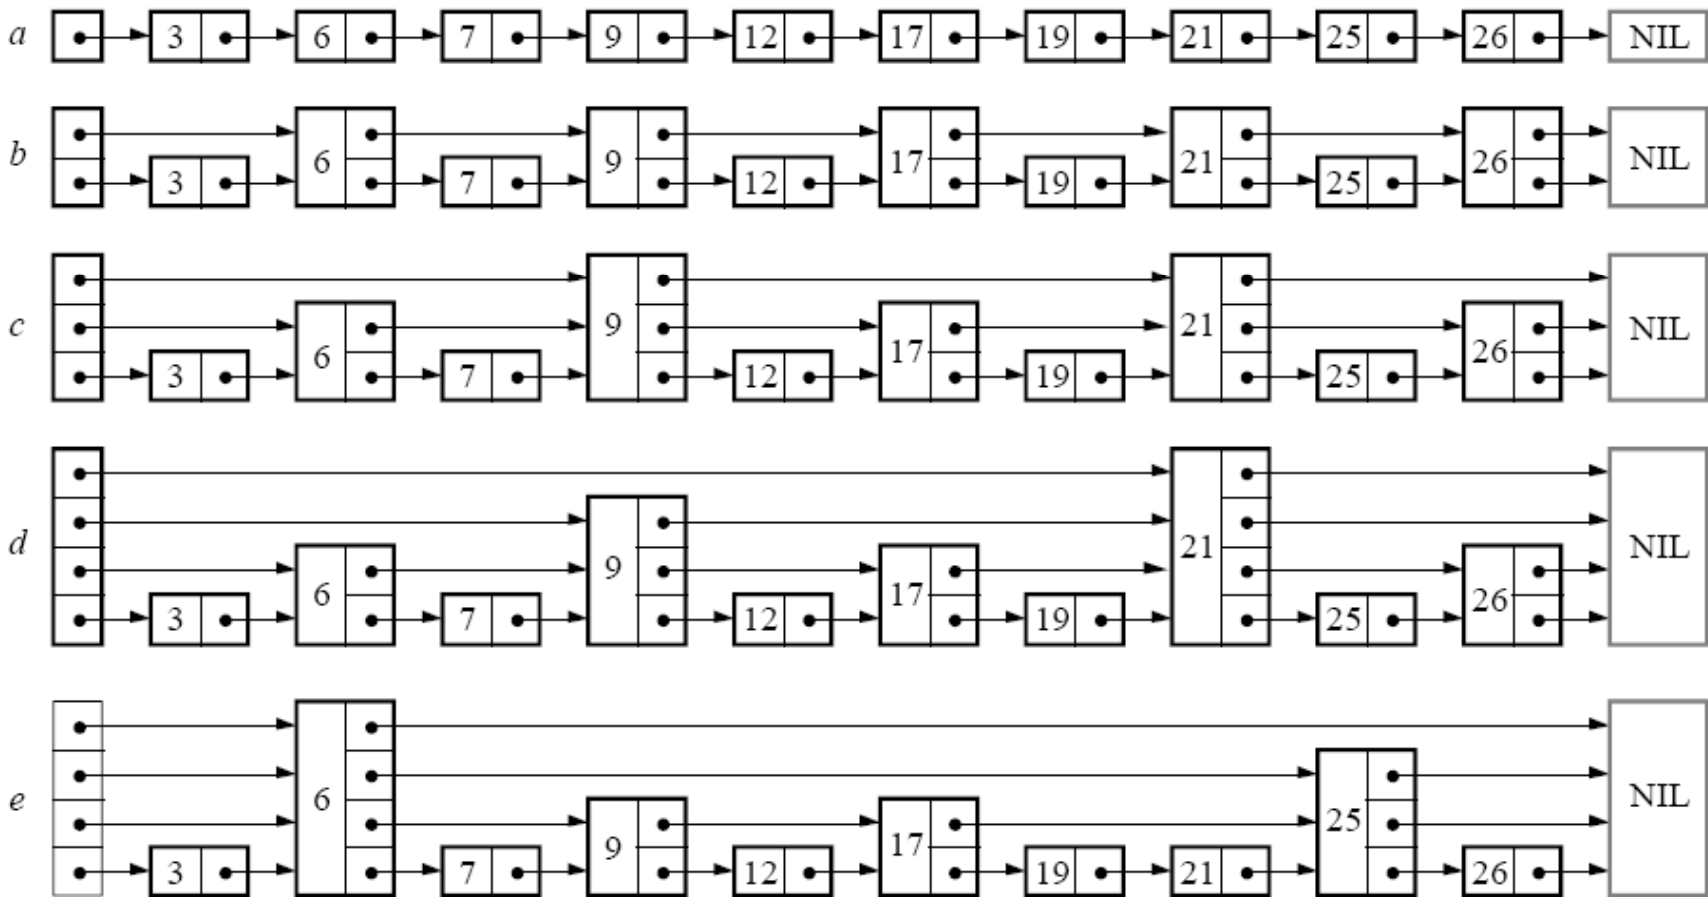 a 3 6 7 9 12 17 19 21 25 26 NIL
b 3 6 7 9 12 17 19 21 25 26 NIL
c 3 6 7 9 12 17 19 21 25 26 NIL
d 3 6 7 9 12 17 19 21 25 26 NIL
e 3 6 7 9 12 17 19 21 25 26 NIL